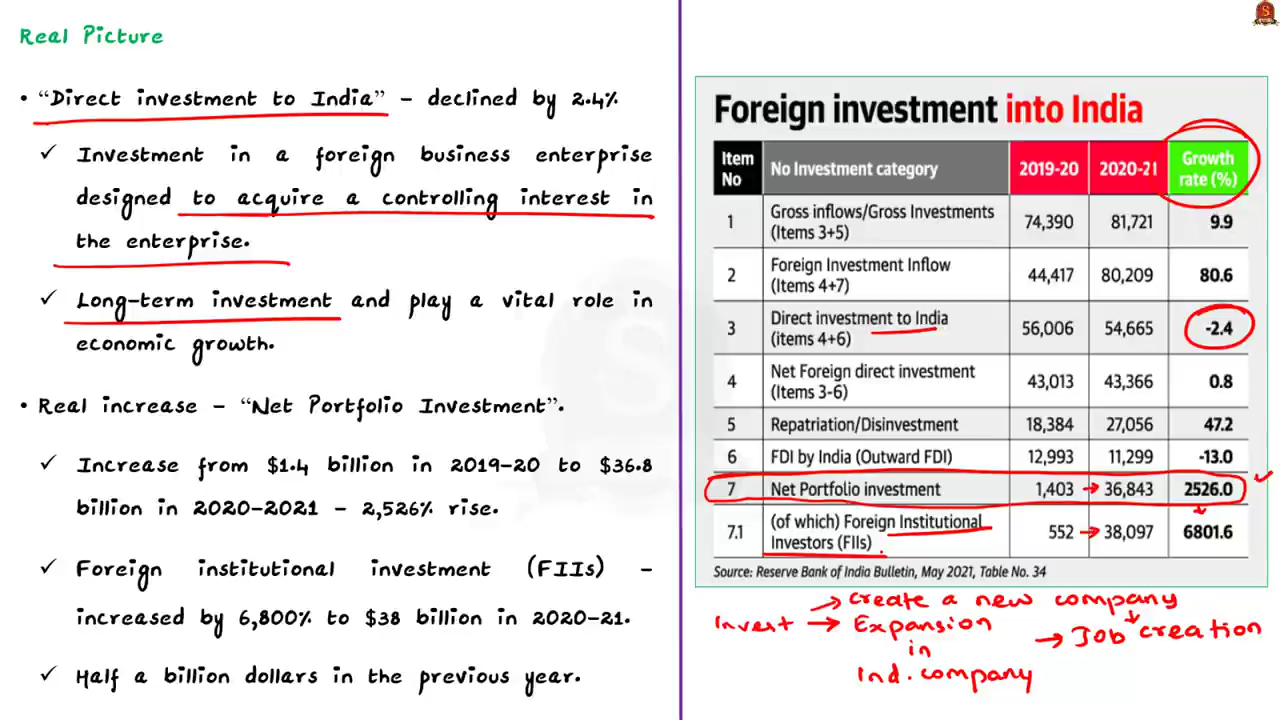 Real Picture
• “Direct investment to India” – declined by 2.4%
✓ Investment in a foreign business enterprise
designed to acquire a controlling interest in
the enterprise.
✓ Long-term investment and play a vital role in
economic growth.
• Real increase – “Net Portfolio Investment”.
✓ Increase from $1.4 billion in 2019-20 to $36.8
billion in 2020-2021 – 2,526% rise.
✓ Foreign institutional investment (FIIs) –
increased by 6,800% to $38 billion in 2020-21.
✓ Half a billion dollars in the previous year.
Foreign investment into India
Item No | No Investment category | 2019-20 | 2020-21 | Growth rate (%)
1 Gross inflows/Gross Investments (Items 3+5) 74,390 81,721 9.9
2 Foreign Investment Inflow (Items 4+7) 44,417 80,209 80.6
3 Direct investment to India (items 4+6) 56,006 54,665 -2.4
4 Net Foreign direct investment (Items 3-6) 43,013 43,366 0.8
5 Repatriation/Disinvestment 18,384 27,056 47.2
6 FDI by India (Outward FDI) 12,993 11,299 -13.0
7 Net Portfolio investment 1,403 36,843 2526.0
7.1 (of which) Foreign Institutional Investors (FIIs) 552 38,097 6801.6
Source: Reserve Bank of India Bulletin, May 2021, Table No. 34
Invest → Create a new company
→ Expansion
in
Ind. company
→ Job creation